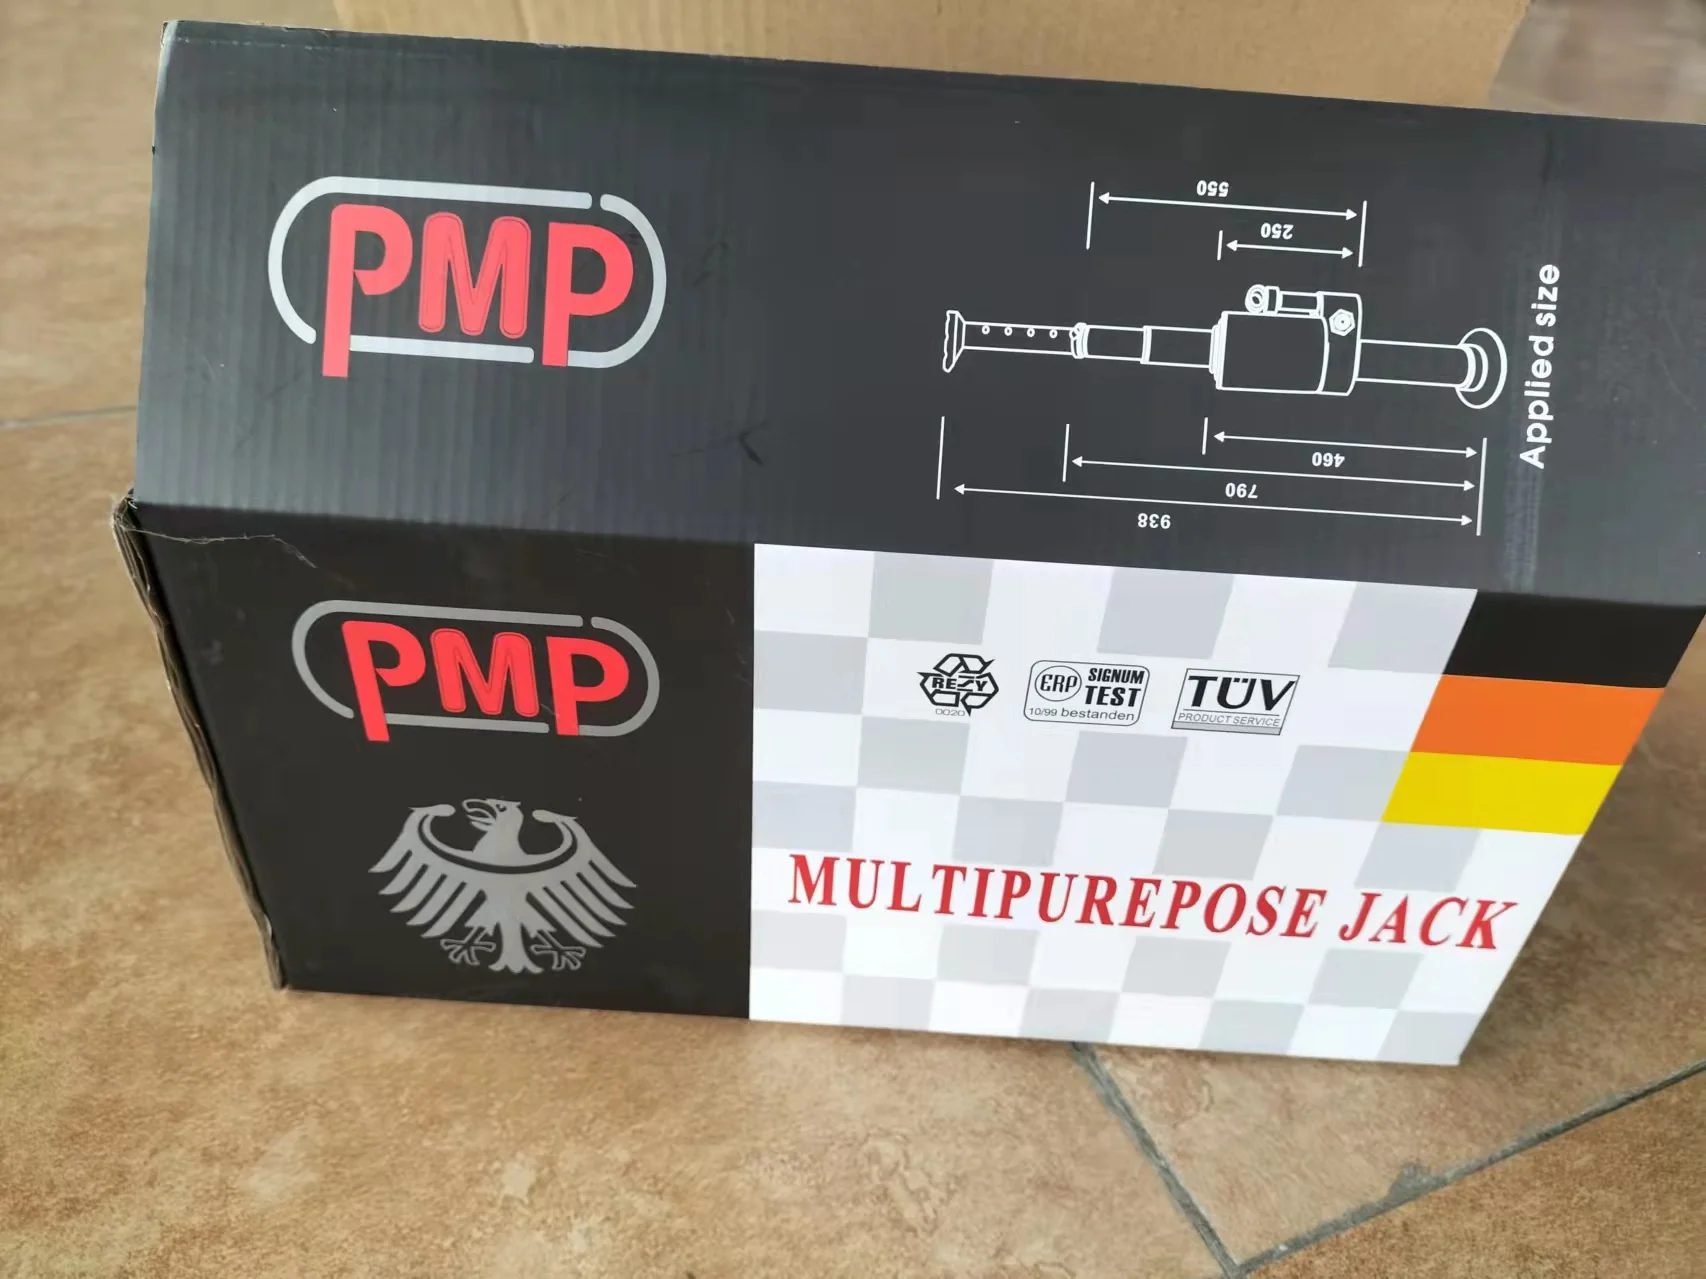 PMP
550
250
Applied size
460
790
938
PMP
RESY
0020
ERP
SIGNUM
TEST
10/99 bestanden
TÜV
PRODUCT SERVICE
MULTIPUREPOSE JACK